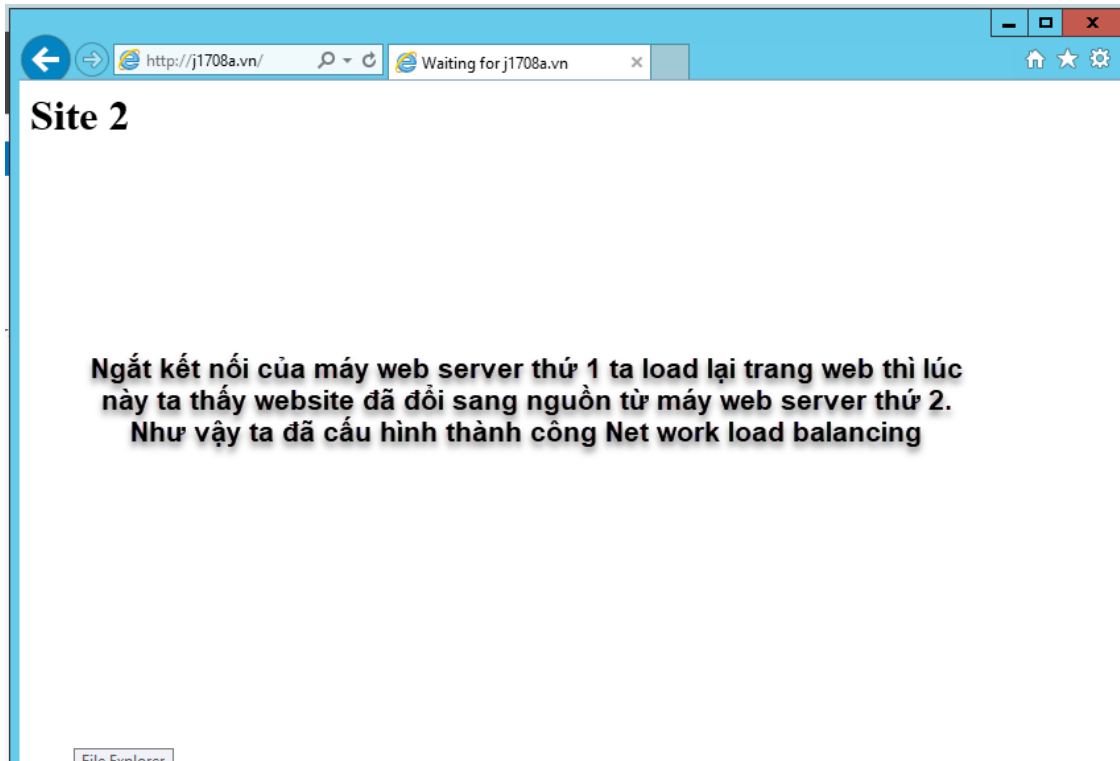 http://j1708a.vn/
Waiting for j1708a.vn
Site 2
Ngắt kết nối của máy web server thứ 1 ta load lại trang web thì lúc
này ta thấy website đã đổi sang nguồn từ máy web server thứ 2.
Như vậy ta đã cấu hình thành công Net work load balancing
File Explorer